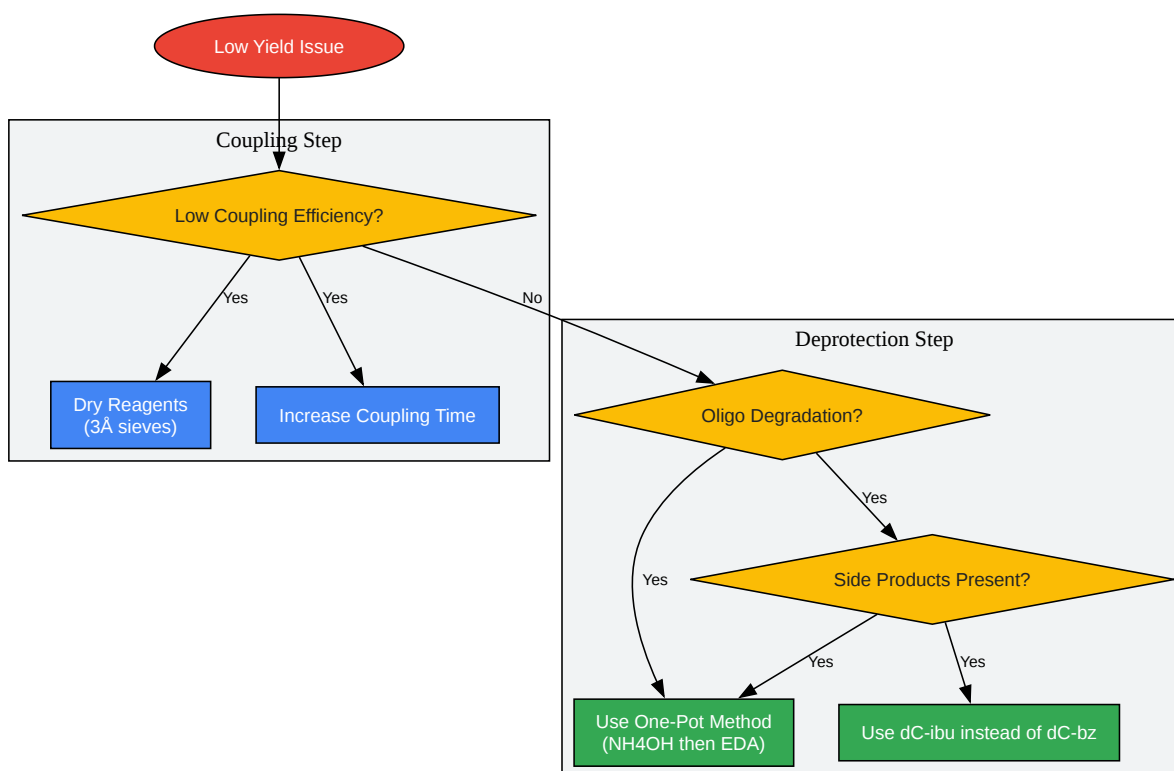 Low Yield Issue
Coupling Step
Low Coupling Efficiency?
Yes
Yes
No
Dry Reagents
(3Å sieves)
Increase Coupling Time
Deprotection Step
Oligo Degradation?
Yes
Yes
Side Products Present?
Yes
Yes
Use One-Pot Method
(NH4OH then EDA)
Use dC-ibu instead of dC-bz